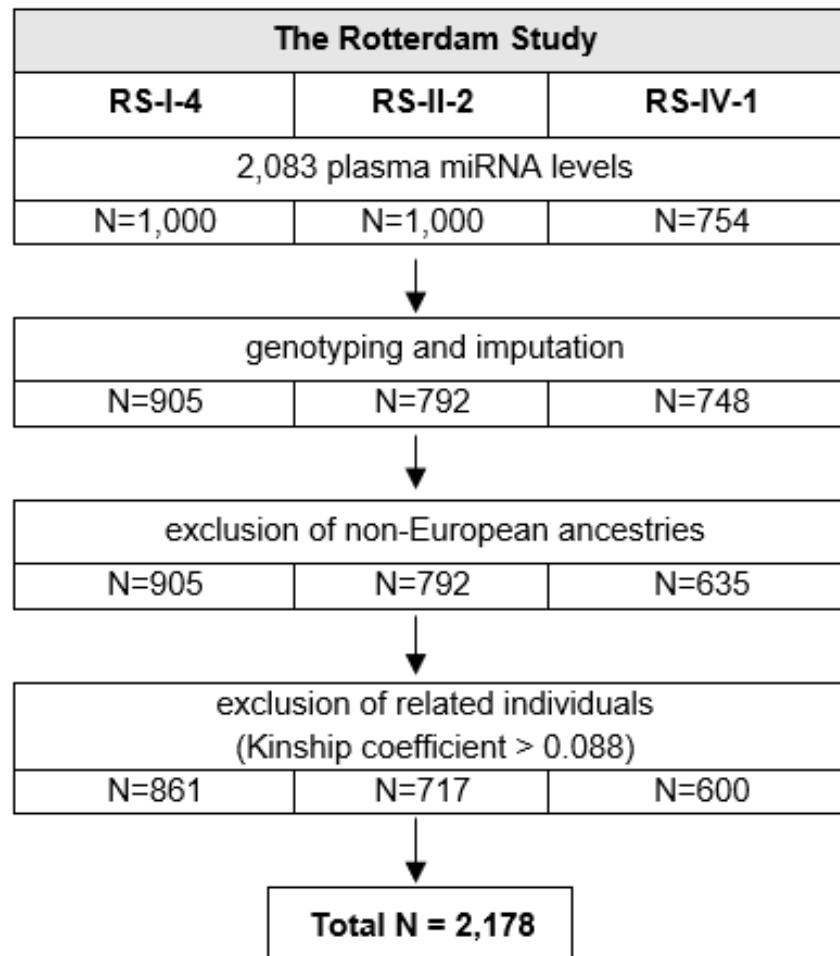 The Rotterdam Study
RS-I-4 RS-II-2 RS-IV-1
2,083 plasma miRNA levels
N=1,000 N=1,000 N=754
genotyping and imputation
N=905 N=792 N=748
exclusion of non-European ancestries
N=905 N=792 N=635
exclusion of related individuals
(Kinship coefficient > 0.088)
N=861 N=717 N=600
Total N = 2,178